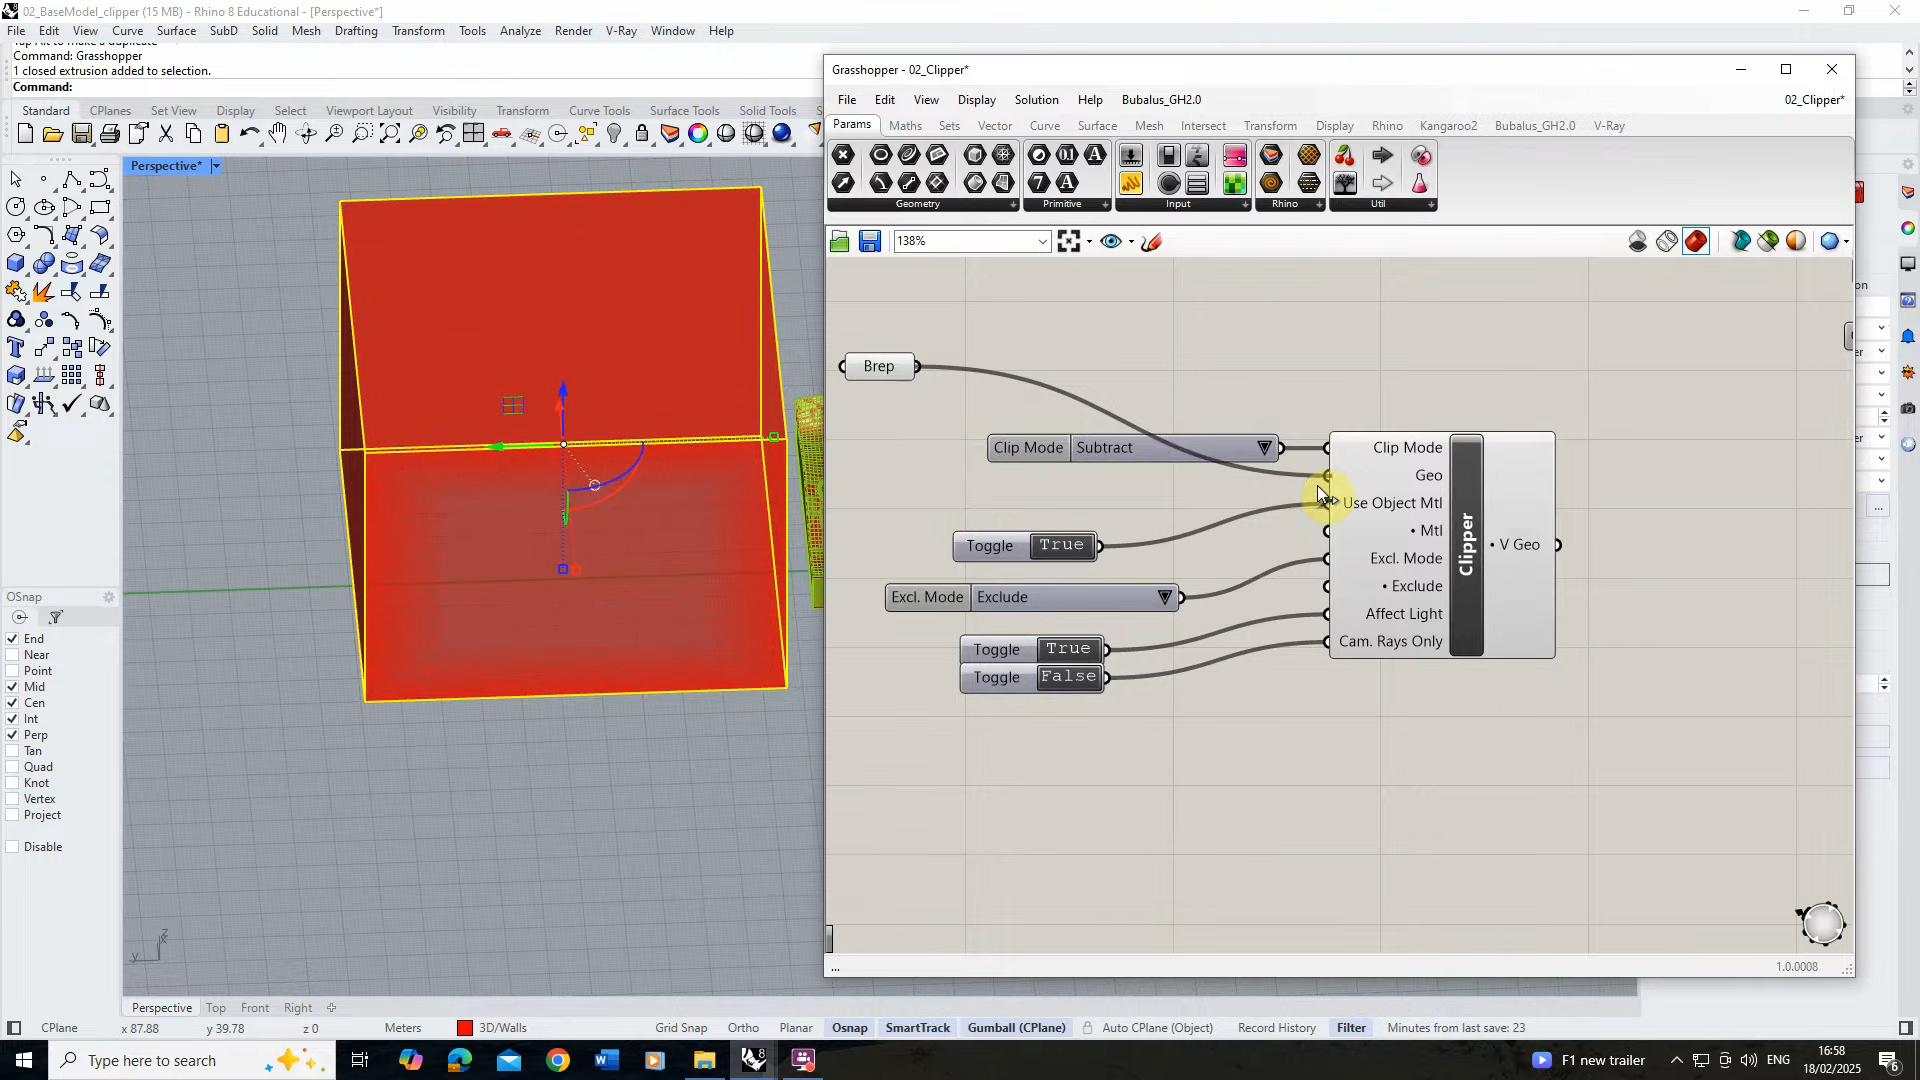 02_BaseModel_clipper (15 MB) - Rhino 8 Educational - [Perspective*]
File Edit View Curve Surface SubD Solid Mesh Drafting Transform Tools Analyze Render V-Ray Window Help
Command: Grasshopper
1 closed extrusion added to selection.
Command:
Standard CPlanes Set View Display Select Viewport Layout Visibility Transform Curve Tools Surface Tools Solid Tools
Perspective*
Grasshopper - 02_Clipper*
File Edit View Display Solution Help Bubalus_GH2.0 02_Clipper*
Params Maths Sets Vector Curve Surface Mesh Intersect Transform Display Rhino Kangaroo2 Bubalus_GH2.0 V-Ray
Geometry Primitive Input Rhino Util
138%
Brep
Clip Mode Subtract
Toggle True
Excl. Mode Exclude
Toggle True
Toggle False
Clip Mode
Geo
Use Object Mtl
• Mtl
Excl. Mode
• Exclude
Affect Light
Cam. Rays Only
Clipper
• V Geo
...
1.0.0008
OSnap
End
Near
Point
Mid
Cen
Int
Perp
Tan
Quad
Knot
Vertex
Project
Disable
z
x
y
Perspective Top Front Right
CPlane x 87.88 y 39.78 z 0 Meters 3D/Walls Grid Snap Ortho Planar Osnap SmartTrack Gumball (CPlane) Auto CPlane (Object) Record History Filter Minutes from last save: 23
Type here to search
F1 new trailer
ENG
16:58
18/02/2025
6